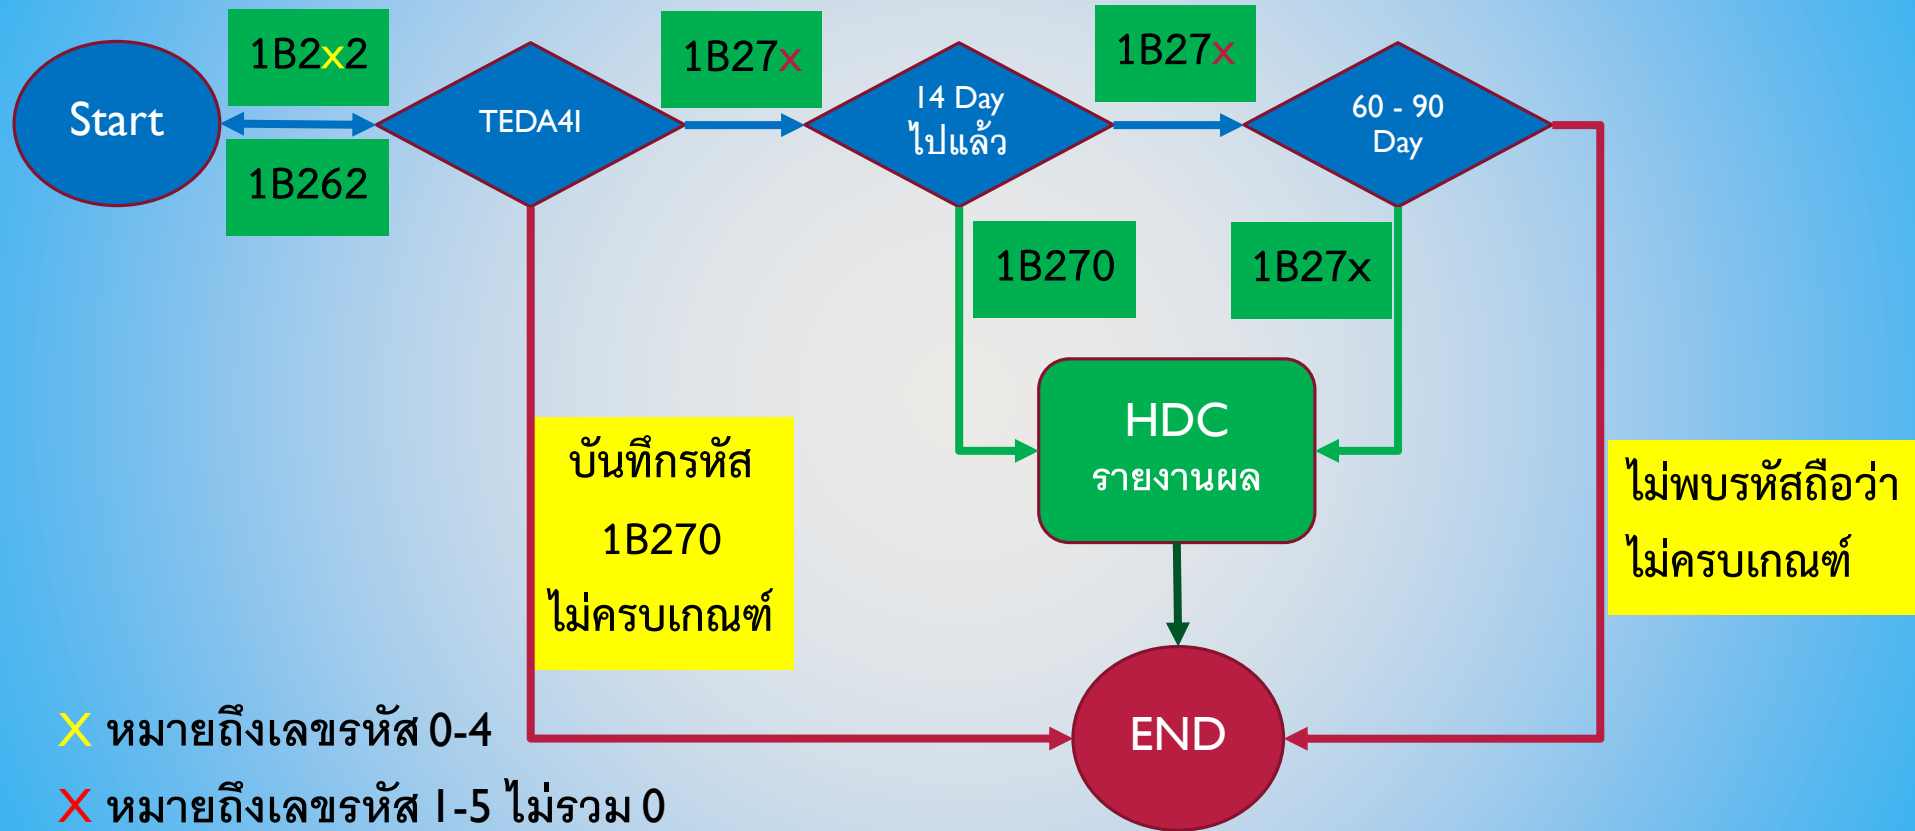 Start
1B2x2
1B262
TEDA4I
1B27x
14 Day
ไปแล้ว
1B27x
60 - 90
Day
1B270
1B27x
HDC
รายงานผล
บันทึกรหัส
1B270
ไม่ครบเกณฑ์
ไม่พบรหัสถือว่า
ไม่ครบเกณฑ์
END
X หมายถึงเลขรหัส 0-4
X หมายถึงเลขรหัส 1-5 ไม่รวม 0